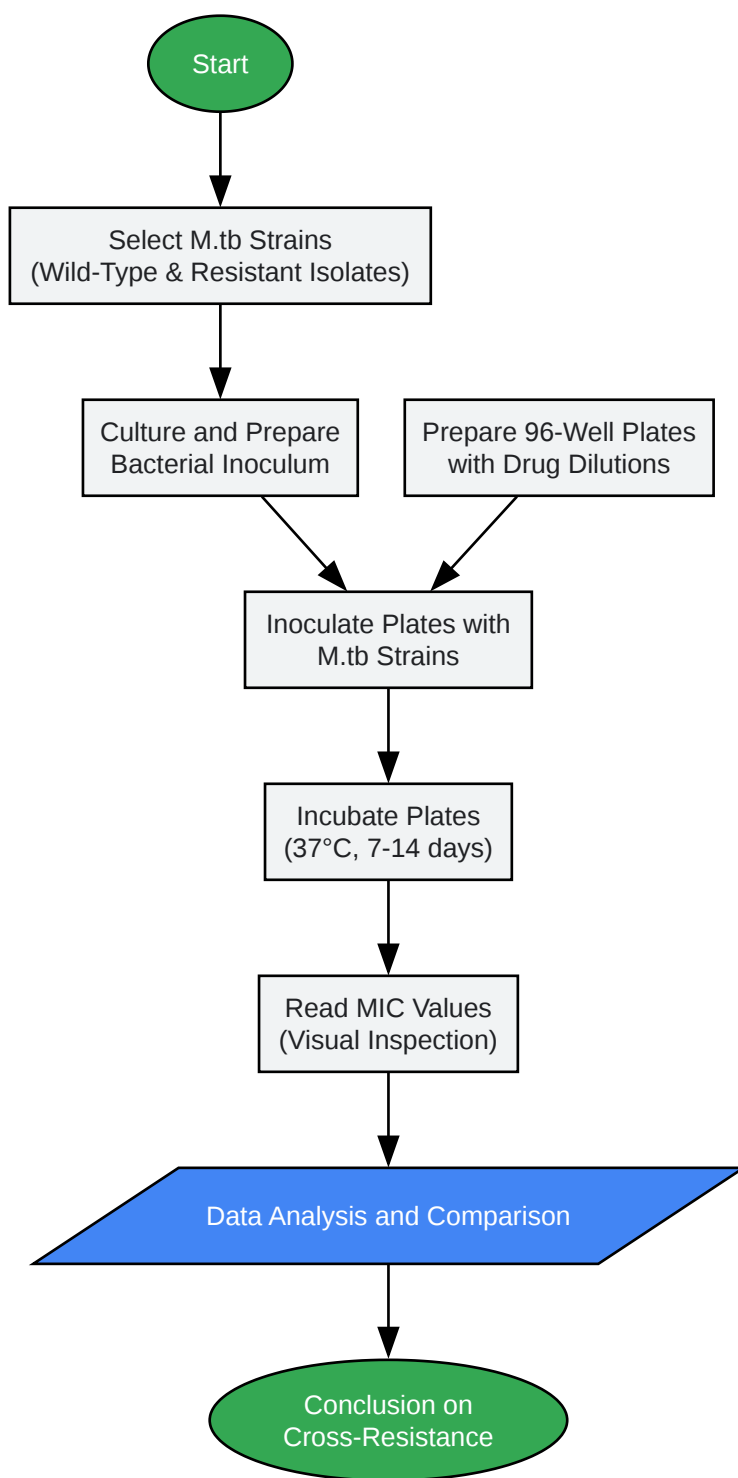 Start
Select M.tb Strains
(Wild-Type & Resistant Isolates)
Culture and Prepare
Bacterial Inoculum
Prepare 96-Well Plates
with Drug Dilutions
Inoculate Plates with
M.tb Strains
Incubate Plates
(37°C, 7-14 days)
Read MIC Values
(Visual Inspection)
Data Analysis and Comparison
Conclusion on
Cross-Resistance